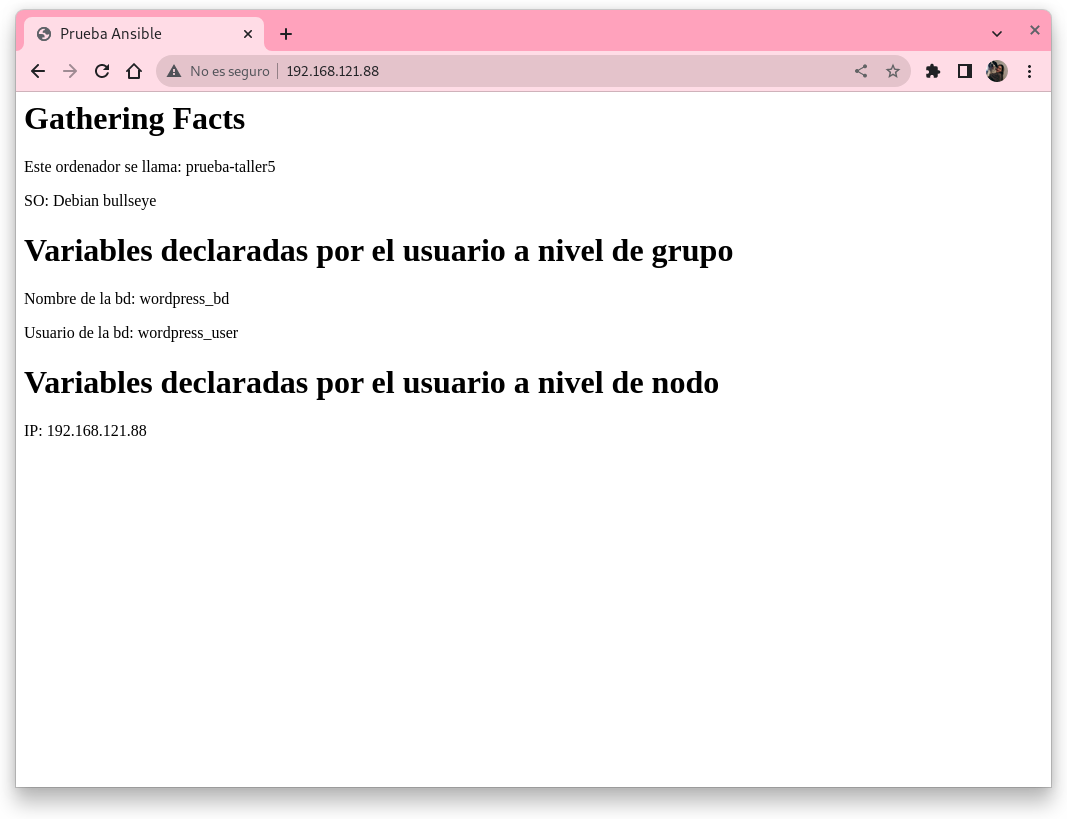 Prueba Ansible
No es seguro 192.168.121.88
Gathering Facts
Este ordenador se llama: prueba-taller5
SO: Debian bullseye
Variables declaradas por el usuario a nivel de grupo
Nombre de la bd: wordpress_bd
Usuario de la bd: wordpress_user
Variables declaradas por el usuario a nivel de nodo
IP: 192.168.121.88